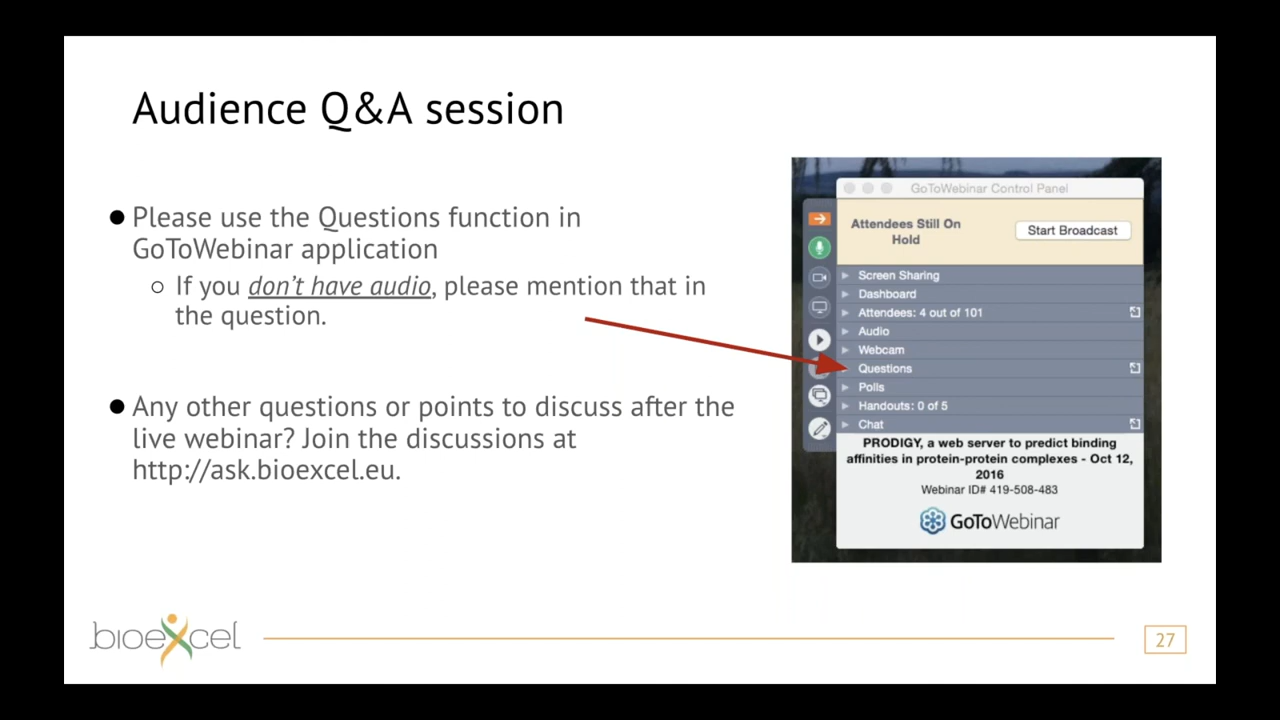 Audience Q&A session
● Please use the Questions function in
GoToWebinar application
○ If you don't have audio, please mention that in
the question.
● Any other questions or points to discuss after the
live webinar? Join the discussions at
http://ask.bioexcel.eu.
GoToWebinar Control Panel
Attendees Still On
Hold
Start Broadcast
Screen Sharing
Dashboard
Attendees: 4 out of 101
Audio
Webcam
Questions
Polls
Handouts: 0 of 5
Chat
PRODIGY, a web server to predict binding
affinities in protein-protein complexes - Oct 12,
2016
Webinar ID# 419-508-483
GoToWebinar
bioexcel
27